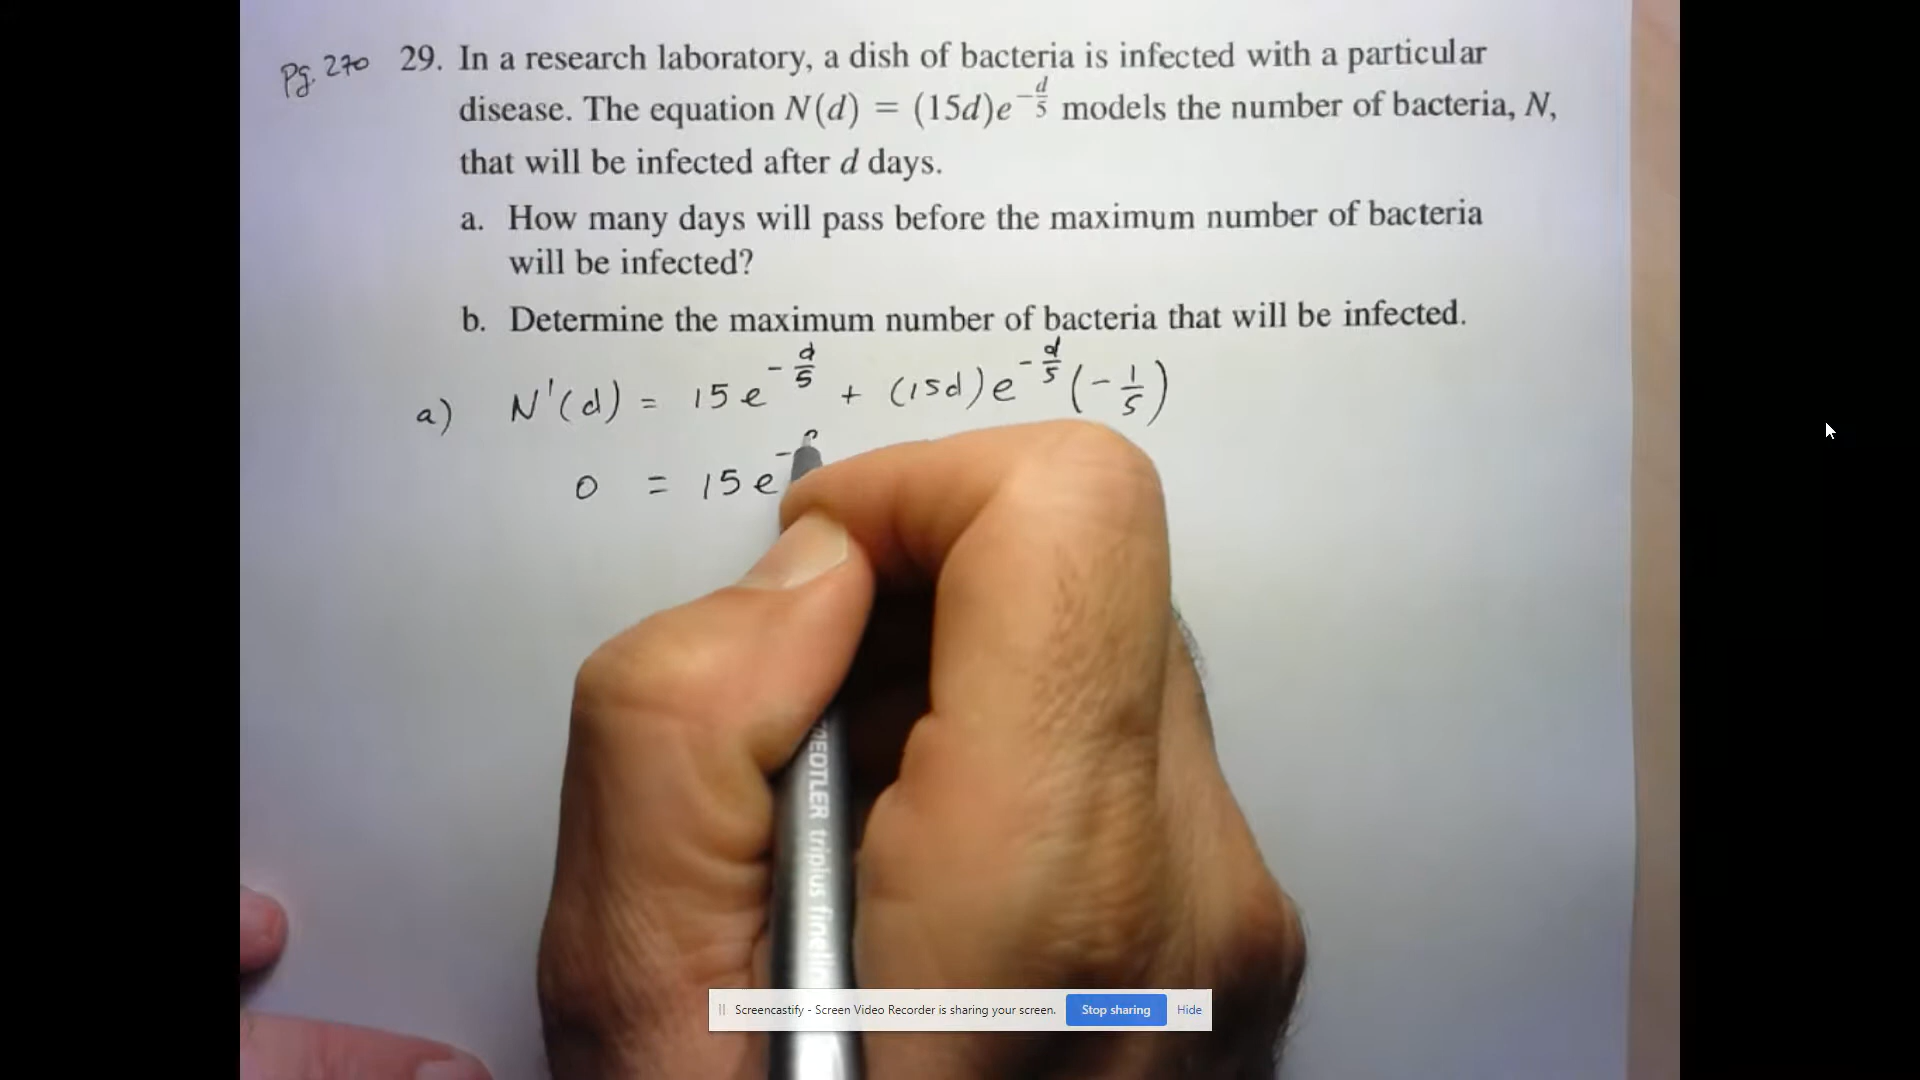 Pg. 270 29. In a research laboratory, a dish of bacteria is infected with a particular
disease. The equation N(d) = (15d)e^{-d/5} models the number of bacteria, N,
that will be infected after d days.
a. How many days will pass before the maximum number of bacteria
will be infected?
b. Determine the maximum number of bacteria that will be infected.
a) N'(d) = 15e^{-d/5} + (15d)e^{-d/5}(-1/5)
0 = 15e^-
triplus finelin
Screencastify - Screen Video Recorder is sharing your screen. Stop sharing Hide